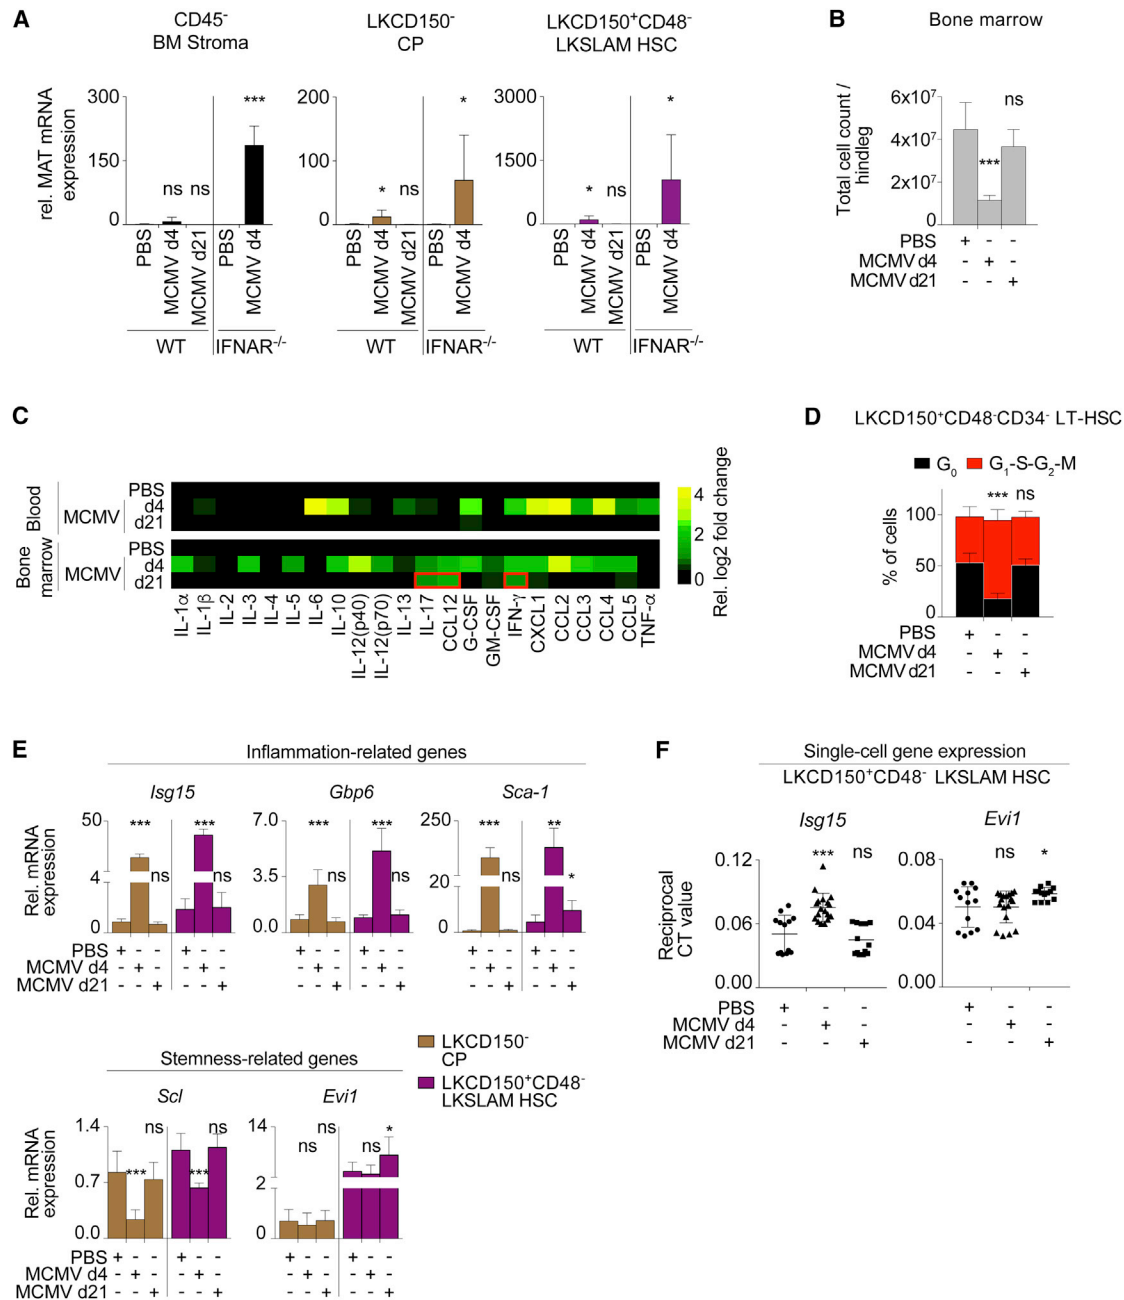 A
CD45-
BM Stroma
LKCD150-
CP
LKCD150+CD48-
LKSLAM HSC
rel. MAT mRNA
expression
300
150
0
ns
ns
***
PBS
MCMV d4
MCMV d21
PBS
MCMV d4
WT
IFNAR-/-
200
100
0
*
ns
*
PBS
MCMV d4
MCMV d21
PBS
MCMV d4
WT
IFNAR-/-
3000
1500
0
*
ns
*
PBS
MCMV d4
MCMV d21
PBS
MCMV d4
WT
IFNAR-/-
B
Bone marrow
Total cell count /
hindleg
6x10⁷
4x10⁷
2x10⁷
0
***
ns
PBS + - -
MCMV d4 - + -
MCMV d21 - - +
C
Blood
MCMV
PBS
d4
d21
Bone
marrow
MCMV
PBS
d4
d21
IL-1α
IL-1β
IL-2
IL-3
IL-4
IL-5
IL-6
IL-10
IL-12(p40)
IL-12(p70)
IL-13
IL-17
CCL12
G-CSF
GM-CSF
IFN-γ
CXCL1
CCL2
CCL3
CCL4
CCL5
TNF-α
4
2
0
Rel. log2 fold change
D
LKCD150+CD48-CD34- LT-HSC
G0 G1-S-G2-M
% of cells
100
50
0
***
ns
PBS + - -
MCMV d4 - + -
MCMV d21 - - +
E
Inflammation-related genes
Isg15
Gbp6
Sca-1
Rel. mRNA
expression
50
4
0
***
ns
***
ns
7.0
3.5
0.0
***
ns
***
ns
250
20
0
***
ns
**
*
PBS + - - + - - + - - + - - + - - + - -
MCMV d4 - + - - + - - + - - + - - + - - + -
MCMV d21 - - + - - + - - + - - + - - + - - +
Stemness-related genes
LKCD150-
CP
LKCD150+CD48-
LKSLAM HSC
Scl
Evi1
Rel. mRNA
expression
1.4
0.7
0.0
***
ns
***
ns
14
2
0
ns
ns
ns
*
PBS + - - + - - + - - + - -
MCMV d4 - + - - + - - + - - + -
MCMV d21 - - + - - + - - + - - +
F
Single-cell gene expression
LKCD150+CD48- LKSLAM HSC
Isg15
Evi1
Reciprocal
CT value
0.12
0.06
0.00
***
ns
0.08
0.04
0.00
ns
*
PBS + - - + - -
MCMV d4 - + - - + -
MCMV d21 - - + - - +